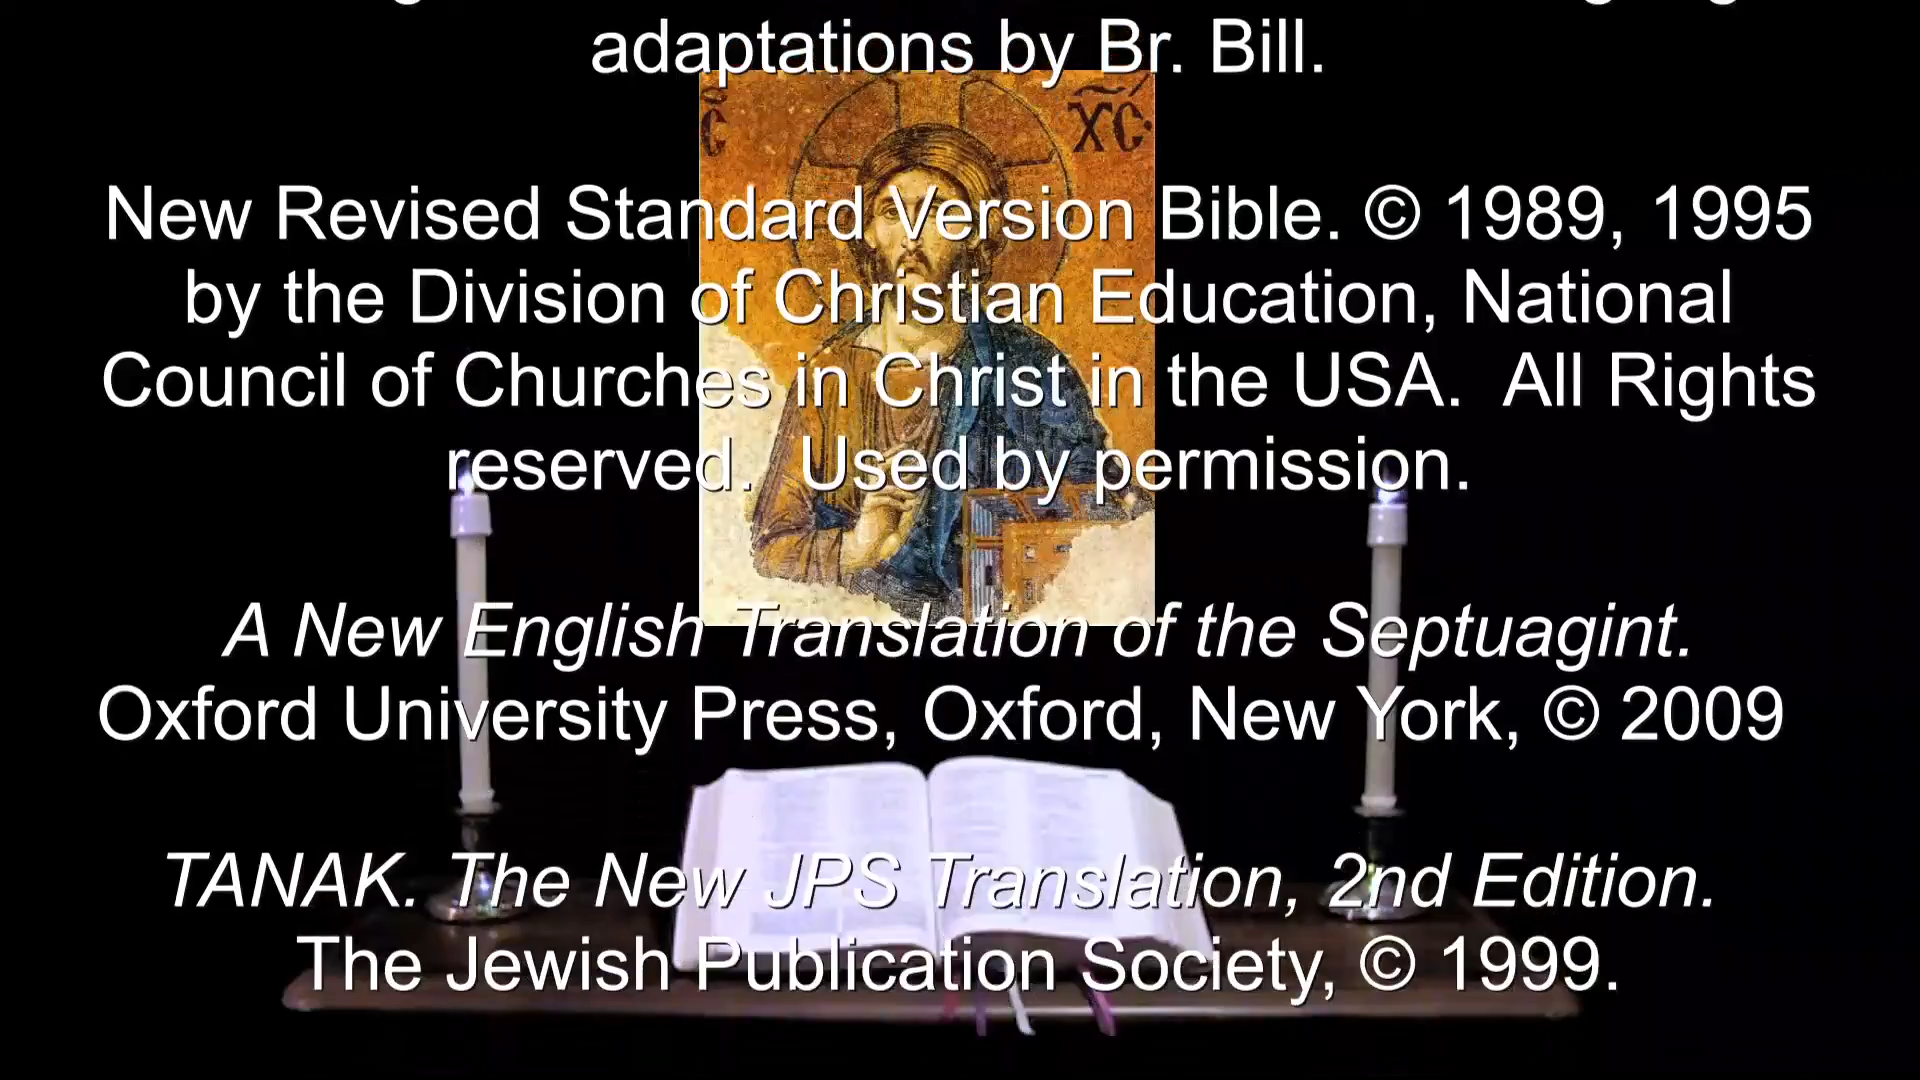 adaptations by Br. Bill.
New Revised Standard Version Bible. © 1989, 1995
by the Division of Christian Education, National
Council of Churches in Christ in the USA.  All Rights
reserved.  Used by permission.
A New English Translation of the Septuagint.
Oxford University Press, Oxford, New York, © 2009
TANAK. The New JPS Translation, 2nd Edition.
The Jewish Publication Society, © 1999.